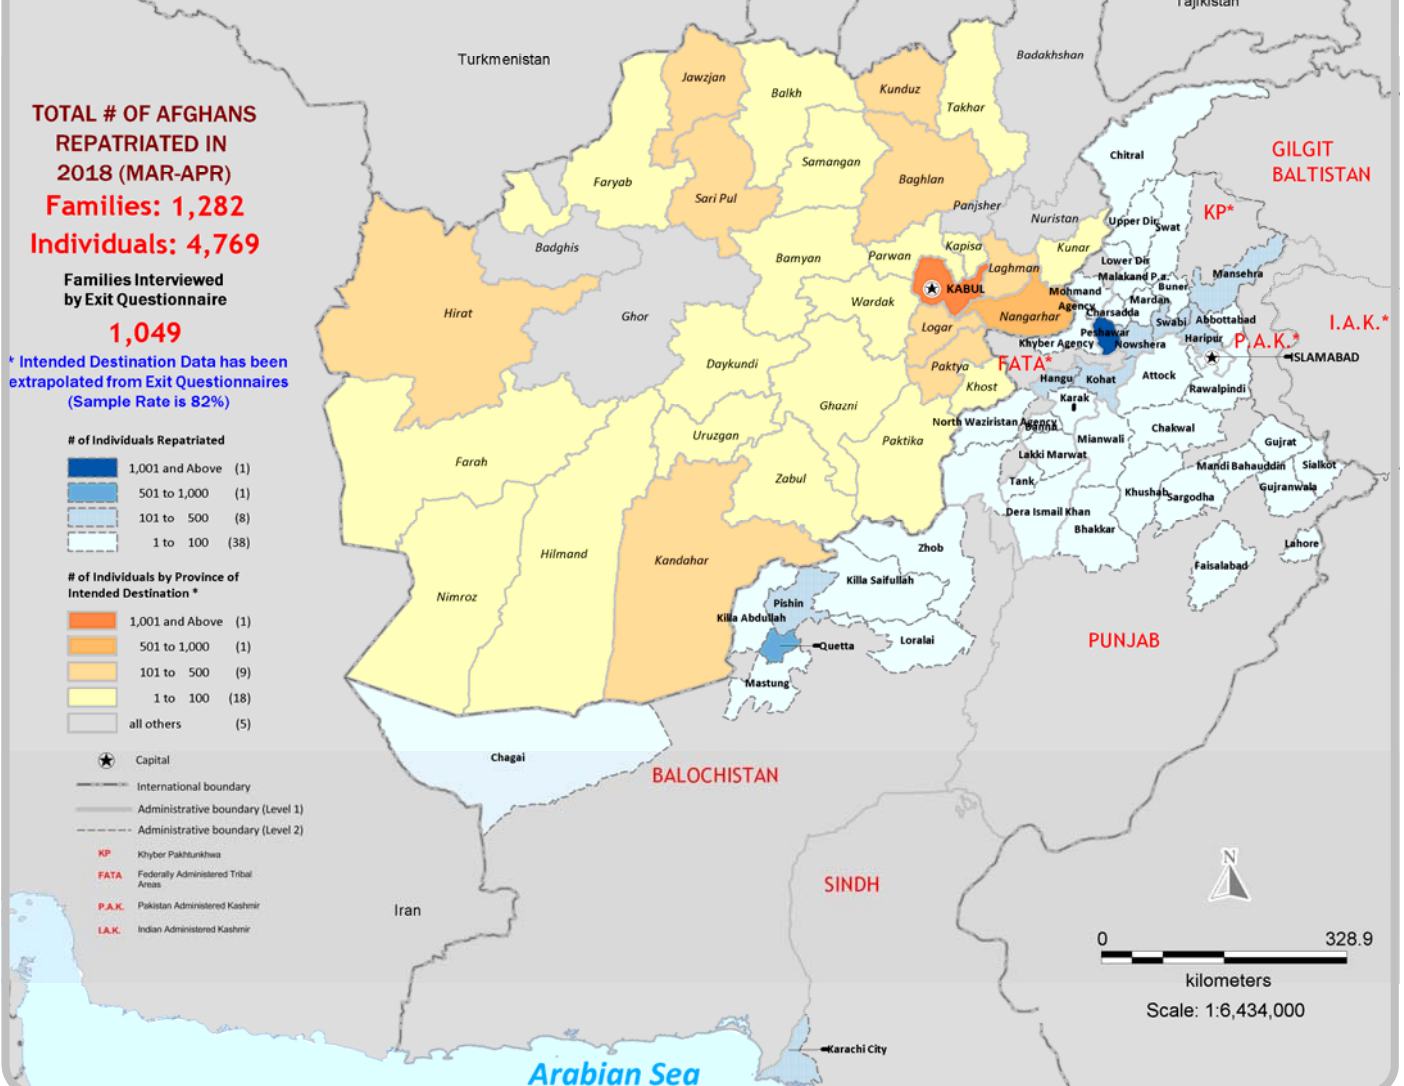 Tajikistan
Turkmenistan
Badakhshan
Jawzjan
Balkh
Kunduz
Takhar
TOTAL # OF AFGHANS
REPATRIATED IN
2018 (MAR-APR)
Families: 1,282
Individuals: 4,769
Families Interviewed
by Exit Questionnaire
1,049
* Intended Destination Data has been
extrapolated from Exit Questionnaires
(Sample Rate is 82%)
# of Individuals Repatriated
1,001 and Above (1)
501 to 1,000 (1)
101 to 500 (8)
1 to 100 (38)
# of Individuals by Province of
Intended Destination *
1,001 and Above (1)
501 to 1,000 (1)
101 to 500 (9)
1 to 100 (18)
all others (5)
Capital
International boundary
Administrative boundary (Level 1)
Administrative boundary (Level 2)
KP Khyber Pakhtunkhwa
FATA Federally Administered Tribal
Areas
P.A.K. Pakistan Administered Kashmir
I.A.K. Indian Administered Kashmir
Faryab
Samangan
Sari Pul
Baghlan
Panjsher
Nuristan
Badghis
Bamyan
Parwan
Kapisa
Kunar
Laghman
KABUL
Hirat
Ghor
Wardak
Nangarhar
Logar
Daykundi
Paktya
Khost
Ghazni
Uruzgan
Paktika
Farah
Zabul
Hilmand
Kandahar
Nimroz
Chitral
GILGIT
BALTISTAN
KP*
Upper Dir
Swat
Lower Dir
Malakand P.a.
Mansehra
Buner
Mohmand
Agency
Mardan
Charsadda
Swabi
Abbottabad
I.A.K.*
Peshawar
Nowshera
Haripur
P.A.K.*
Khyber Agency
ISLAMABAD
FATA*
Hangu
Kohat
Attock
Rawalpindi
Karak
North Waziristan Agency
Bannu
Mianwali
Chakwal
Gujrat
Lakki Marwat
Mandi Bahauddin
Sialkot
Tank
Khushab
Sargodha
Gujranwala
Dera Ismail Khan
Bhakkar
Lahore
Faisalabad
Zhob
Killa Saifullah
Pishin
Killa Abdullah
Quetta
Loralai
Mastung
PUNJAB
Chagai
BALOCHISTAN
SINDH
Iran
N
0 328.9
kilometers
Scale: 1:6,434,000
Karachi City
Arabian Sea